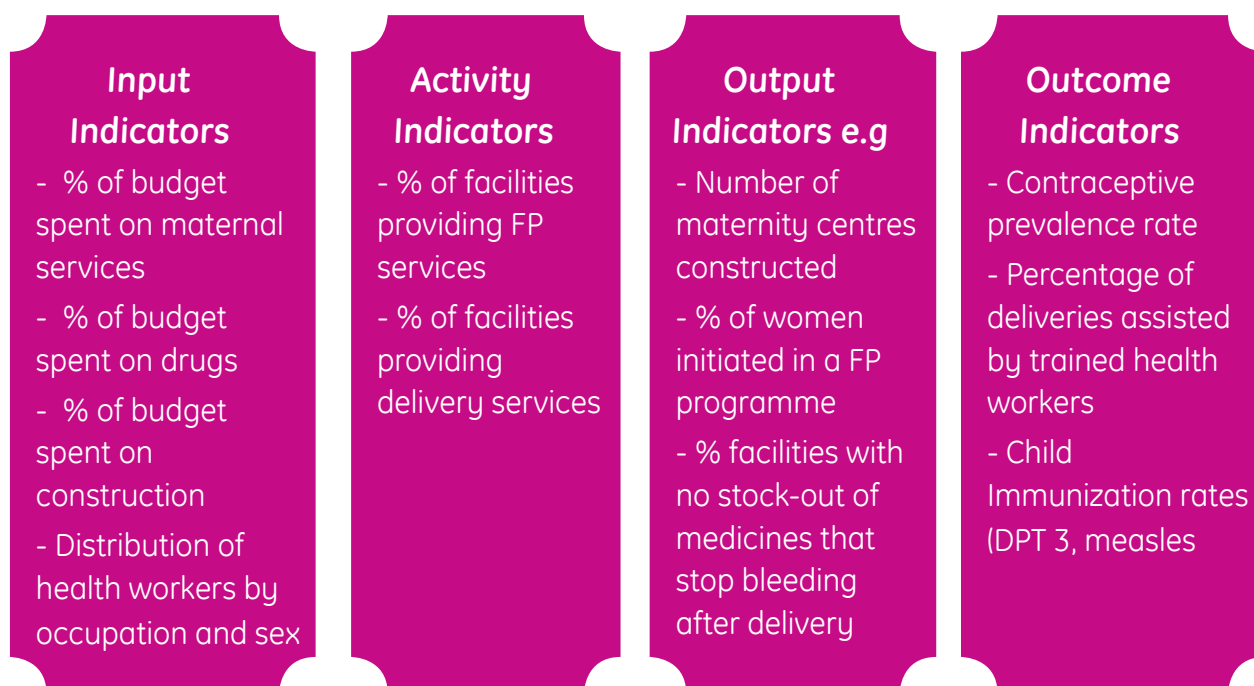 Input
Indicators
- % of budget
spent on maternal
services
- % of budget
spent on drugs
- % of budget
spent on
construction
- Distribution of
health workers by
occupation and sex
Activity
Indicators
- % of facilities
providing FP
services
- % of facilities
providing
delivery services
Output
Indicators e.g
- Number of
maternity centres
constructed
- % of women
initiated in a FP
programme
- % facilities with
no stock-out of
medicines that
stop bleeding
after delivery
Outcome
Indicators
- Contraceptive
prevalence rate
- Percentage of
deliveries assisted
by trained health
workers
- Child
Immunization rates
(DPT 3, measles